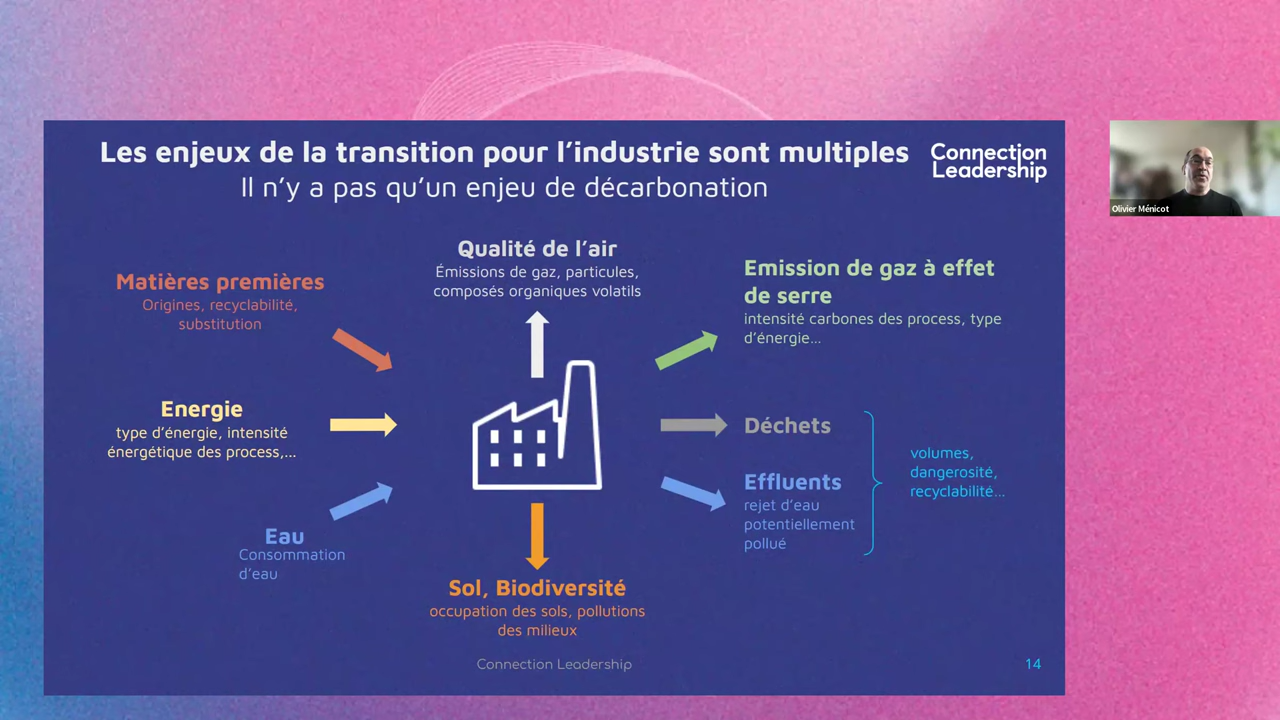 Les enjeux de la transition pour l’industrie sont multiples
Il n’y a pas qu’un enjeu de décarbonation
Connection
Leadership
Olivier Ménicot
Qualité de l’air
Émissions de gaz, particules,
composés organiques volatils
Matières premières
Origines, recyclabilité,
substitution
Emission de gaz à effet
de serre
intensité carbones des process, type
d’énergie…
Energie
type d’énergie, intensité
énergétique des process,...
Déchets
Effluents
rejet d’eau
potentiellement
pollué
volumes,
dangerosité,
recyclabilité…
Eau
Consommation
d’eau
Sol, Biodiversité
occupation des sols, pollutions
des milieux
Connection Leadership
14